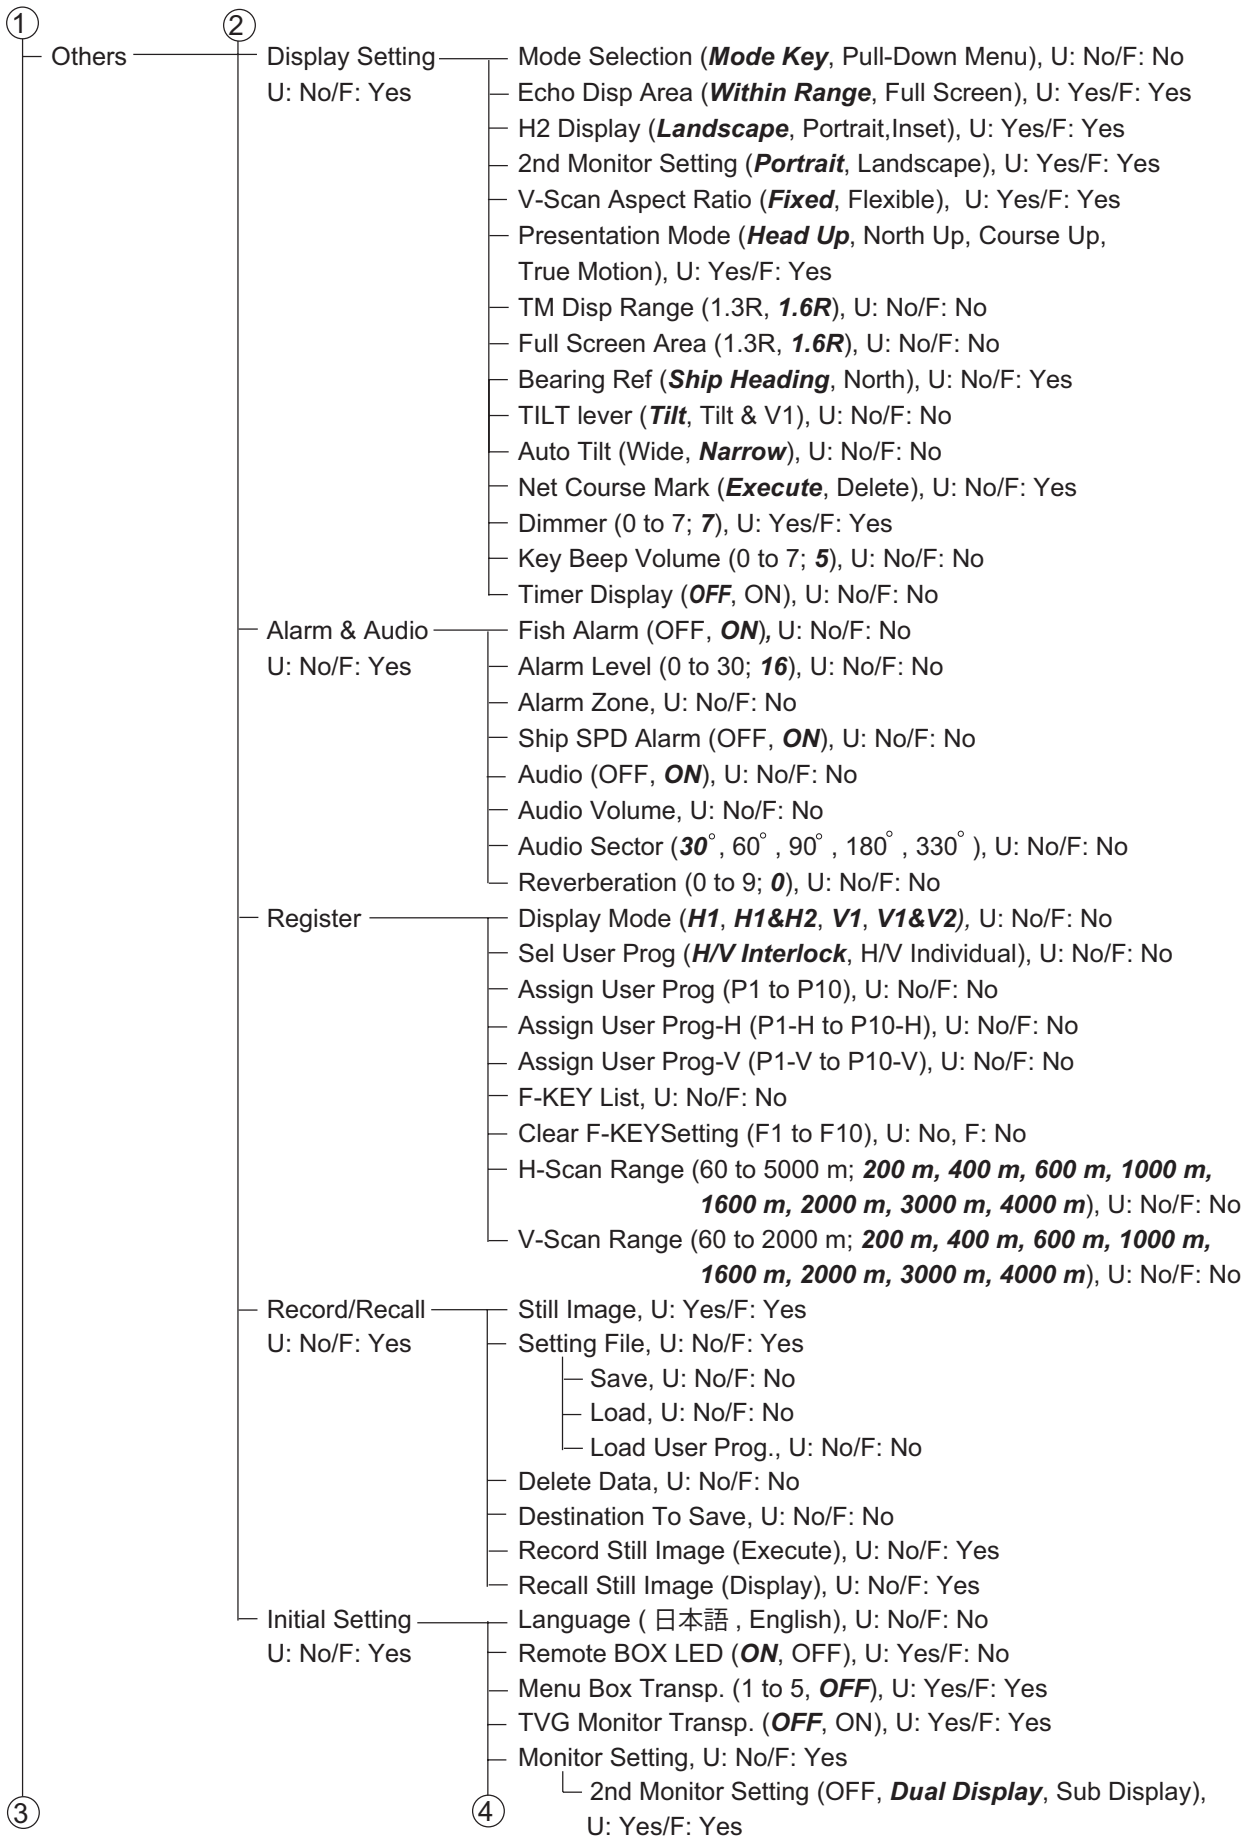 1 2
Others Display Setting Mode Selection (Mode Key, Pull-Down Menu), U: No/F: No
U: No/F: Yes Echo Disp Area (Within Range, Full Screen), U: Yes/F: Yes
H2 Display (Landscape, Portrait,Inset), U: Yes/F: Yes
2nd Monitor Setting (Portrait, Landscape), U: Yes/F: Yes
V-Scan Aspect Ratio (Fixed, Flexible), U: Yes/F: Yes
Presentation Mode (Head Up, North Up, Course Up,
True Motion), U: Yes/F: Yes
TM Disp Range (1.3R, 1.6R), U: No/F: No
Full Screen Area (1.3R, 1.6R), U: No/F: No
Bearing Ref (Ship Heading, North), U: No/F: Yes
TILT lever (Tilt, Tilt & V1), U: No/F: No
Auto Tilt (Wide, Narrow), U: No/F: No
Net Course Mark (Execute, Delete), U: No/F: Yes
Dimmer (0 to 7; 7), U: Yes/F: Yes
Key Beep Volume (0 to 7; 5), U: No/F: No
Timer Display (OFF, ON), U: No/F: No
Alarm & Audio Fish Alarm (OFF, ON), U: No/F: No
U: No/F: Yes Alarm Level (0 to 30; 16), U: No/F: No
Alarm Zone, U: No/F: No
Ship SPD Alarm (OFF, ON), U: No/F: No
Audio (OFF, ON), U: No/F: No
Audio Volume, U: No/F: No
Audio Sector (30°, 60° , 90° , 180° , 330° ), U: No/F: No
Reverberation (0 to 9; 0), U: No/F: No
Register Display Mode (H1, H1&H2, V1, V1&V2), U: No/F: No
Sel User Prog (H/V Interlock, H/V Individual), U: No/F: No
Assign User Prog (P1 to P10), U: No/F: No
Assign User Prog-H (P1-H to P10-H), U: No/F: No
Assign User Prog-V (P1-V to P10-V), U: No/F: No
F-KEY List, U: No/F: No
Clear F-KEYSetting (F1 to F10), U: No, F: No
H-Scan Range (60 to 5000 m; 200 m, 400 m, 600 m, 1000 m,
1600 m, 2000 m, 3000 m, 4000 m), U: No/F: No
V-Scan Range (60 to 2000 m; 200 m, 400 m, 600 m, 1000 m,
1600 m, 2000 m, 3000 m, 4000 m), U: No/F: No
Record/Recall Still Image, U: Yes/F: Yes
U: No/F: Yes Setting File, U: No/F: Yes
Save, U: No/F: No
Load, U: No/F: No
Load User Prog., U: No/F: No
Delete Data, U: No/F: No
Destination To Save, U: No/F: No
Record Still Image (Execute), U: No/F: Yes
Recall Still Image (Display), U: No/F: Yes
Initial Setting Language ( 日本語 , English), U: No/F: No
U: No/F: Yes Remote BOX LED (ON, OFF), U: Yes/F: No
Menu Box Transp. (1 to 5, OFF), U: Yes/F: Yes
TVG Monitor Transp. (OFF, ON), U: Yes/F: Yes
Monitor Setting, U: No/F: Yes
2nd Monitor Setting (OFF, Dual Display, Sub Display),
3 4 U: Yes/F: Yes